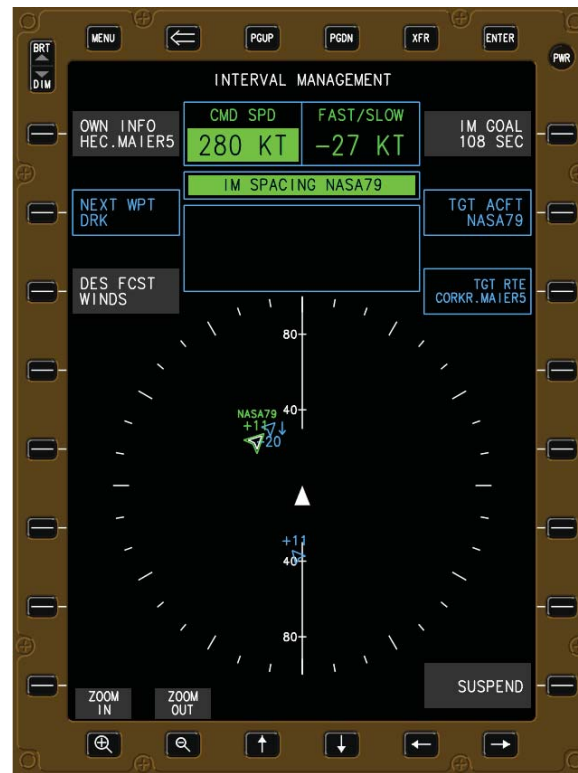 MENU
PGUP
PGDN
XFR
ENTER
BRT
DIM
PWR
INTERVAL MANAGEMENT
OWN INFO
HEC.MAIER5
CMD SPD
280 KT
FAST/SLOW
-27 KT
IM GOAL
108 SEC
IM SPACING NASA79
NEXT WPT
DRK
TGT ACFT
NASA79
DES FCST
WINDS
TGT RTE
CORKR.MAIER5
80
40
NASA79
+11
+20
+11
40
80
SUSPEND
ZOOM
IN
ZOOM
OUT